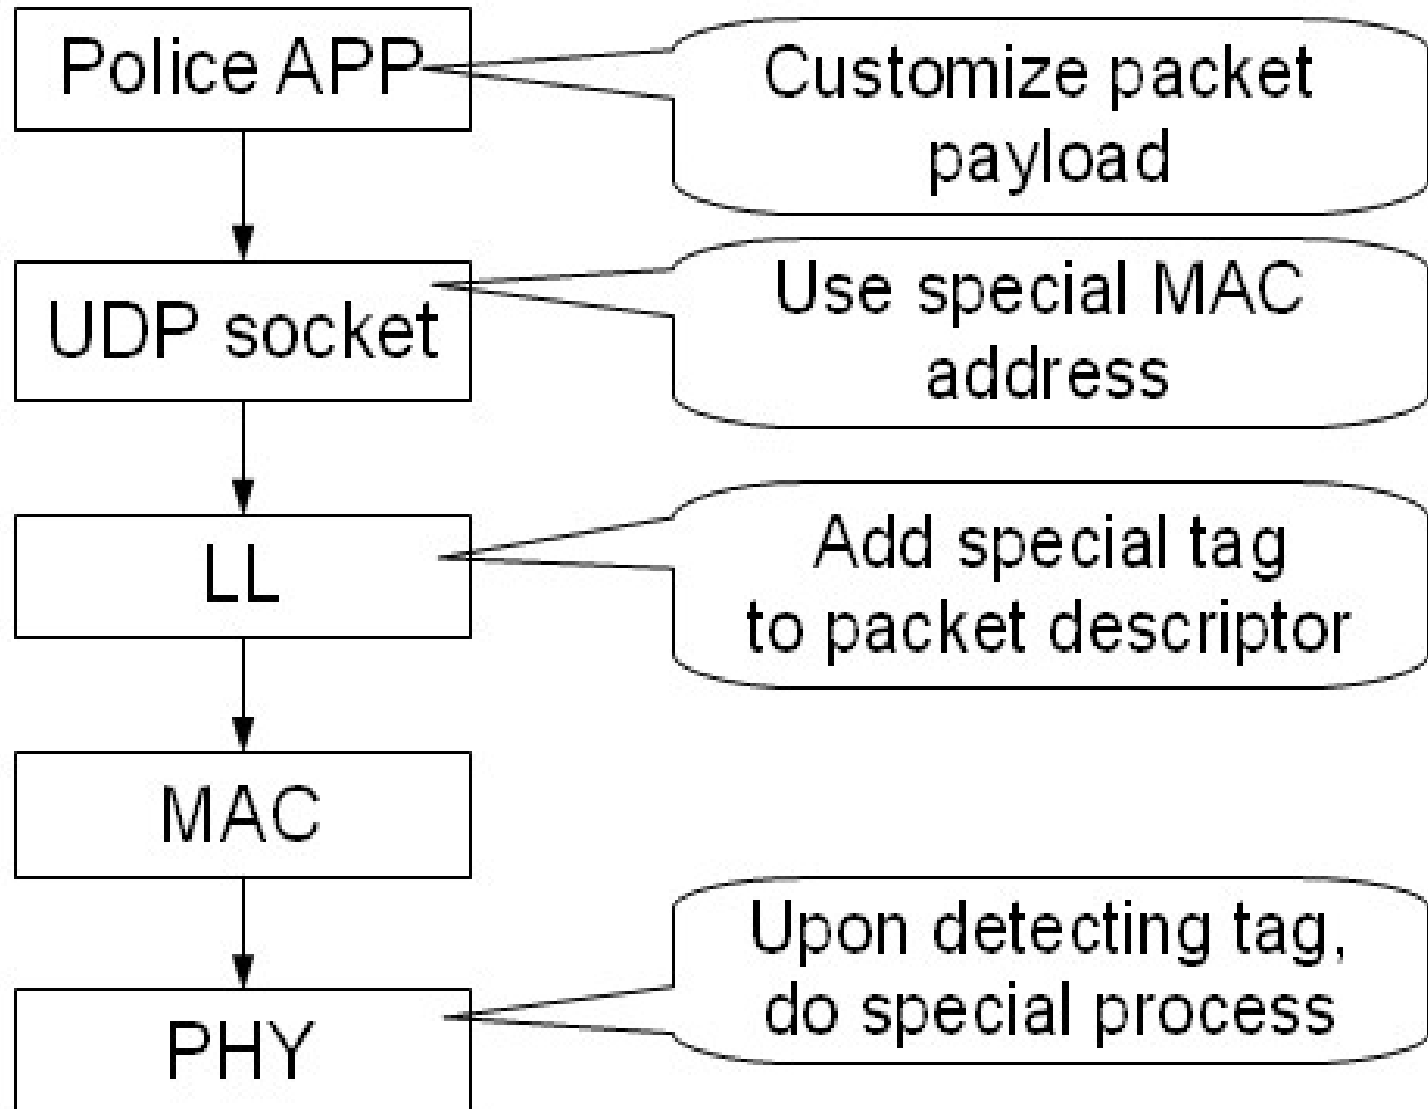 Police APP
Customize packet
payload
UDP socket
Use special MAC
address
LL
Add special tag
to packet descriptor
MAC
Upon detecting tag,
do special process
PHY